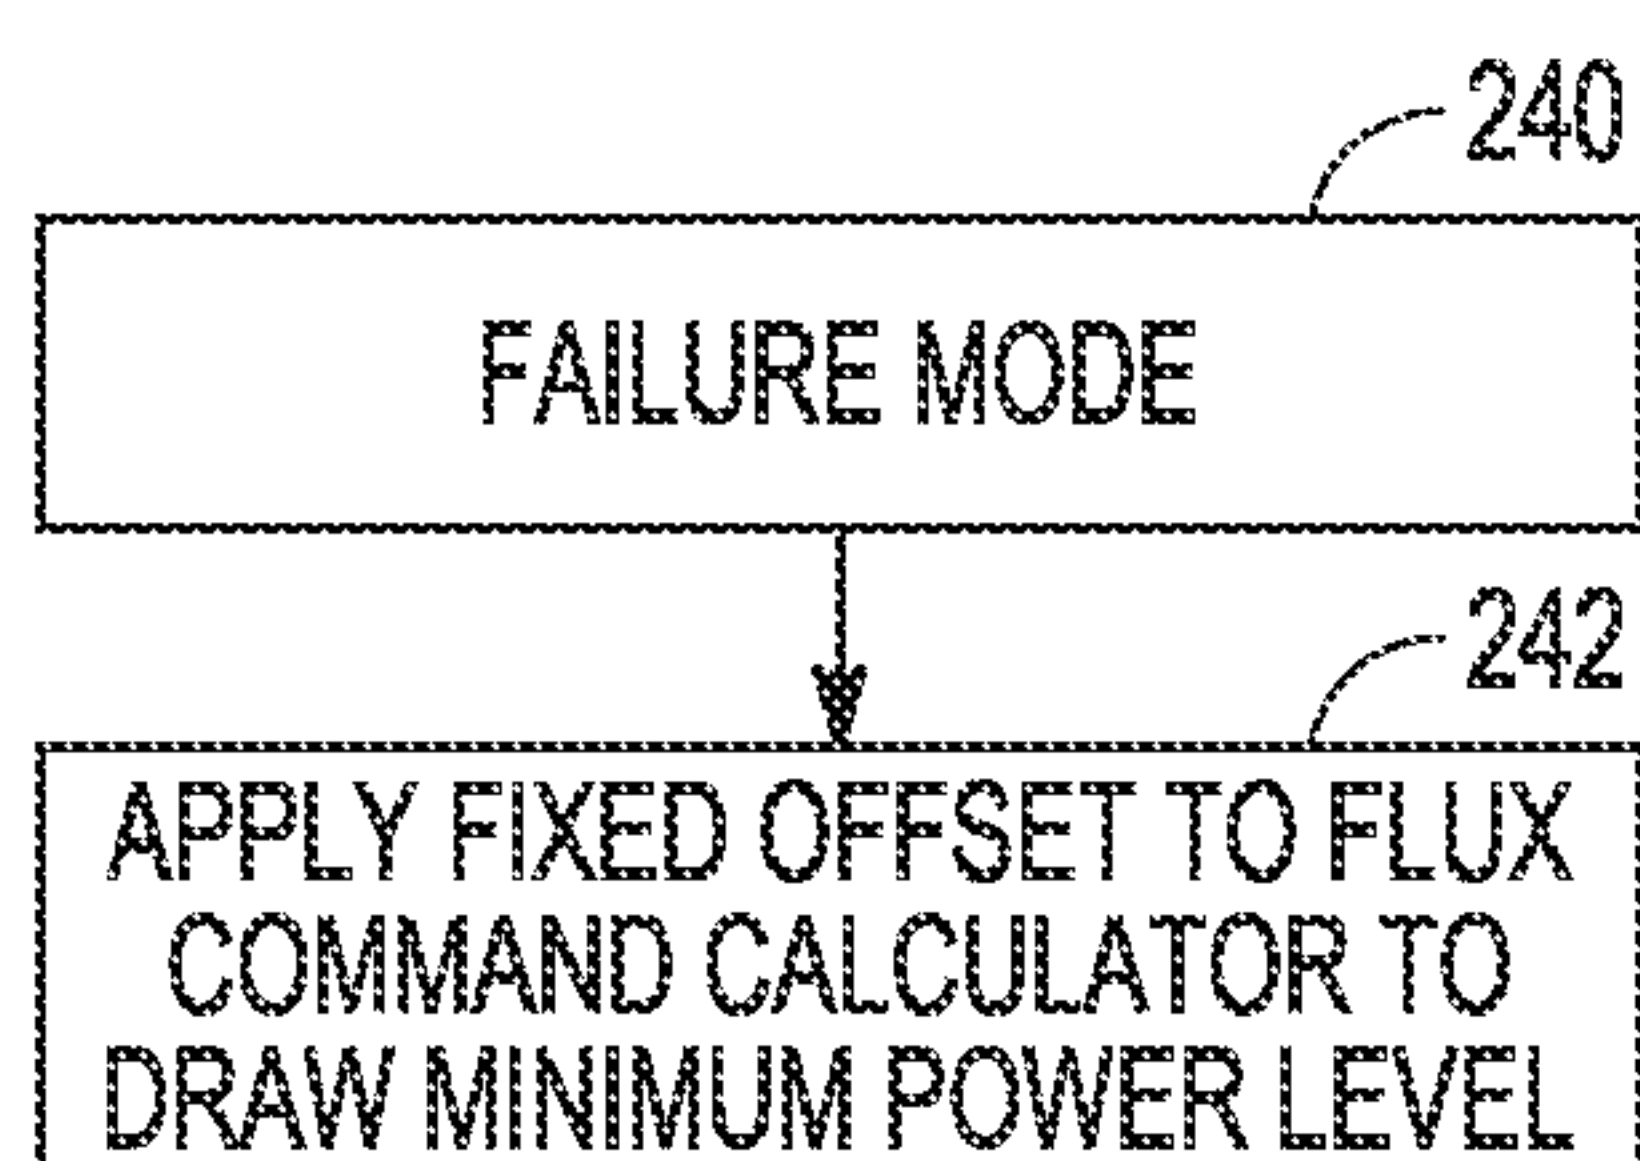 240
FAILURE MODE
242
APPLY FIXED OFFSET TO FLUX
COMMAND CALCULATOR TO
DRAW MINIMUM POWER LEVEL